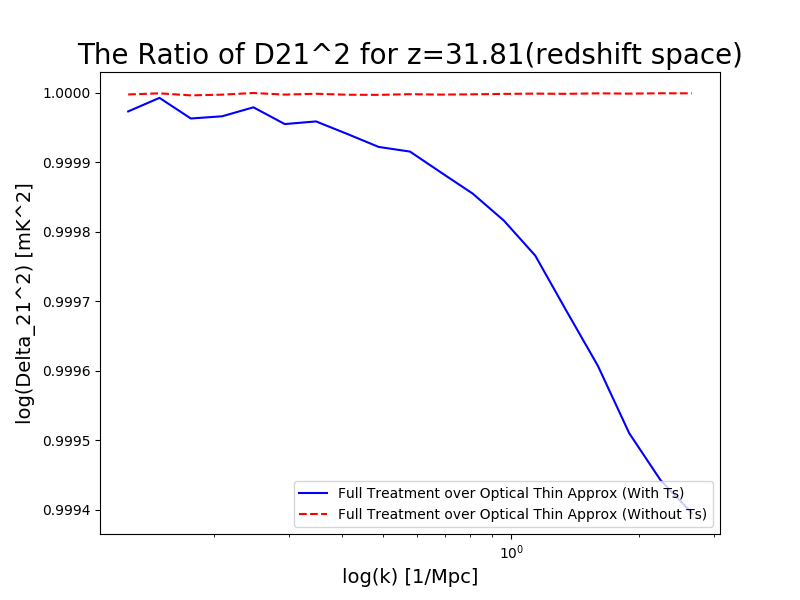 The Ratio of D21^2 for z=31.81(redshift space)
1.0000
0.9999
0.9998
0.9997
0.9996
0.9995
0.9994
log(Delta_21^2) [mK^2]
Full Treatment over Optical Thin Approx (With Ts)
Full Treatment over Optical Thin Approx (Without Ts)
10^0
log(k) [1/Mpc]